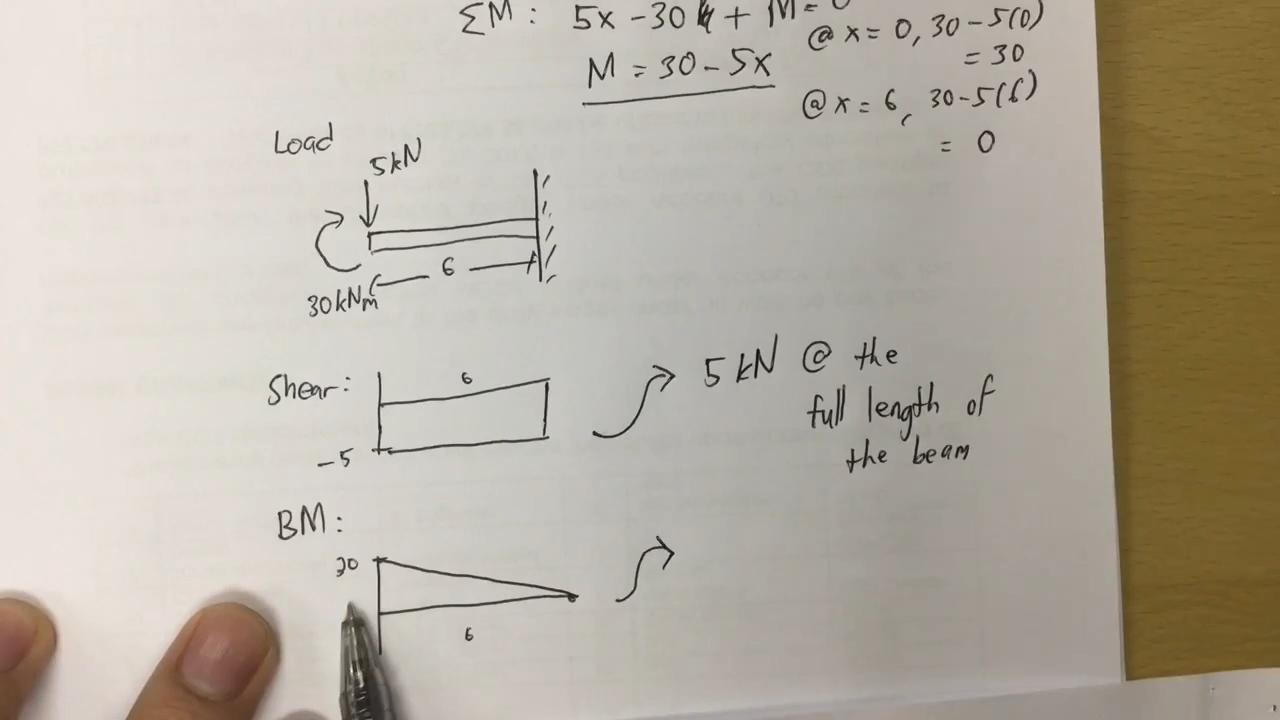 ΣM: 5x - 30 + M = 0
M = 30 - 5x
@ x = 0, 30 - 5(0)
= 30
@ x = 6, 30 - 5(6)
= 0
Load
5kN
6
30kNm
Shear:
6
-5
5 kN @ the
full length of
the beam
BM:
30
6